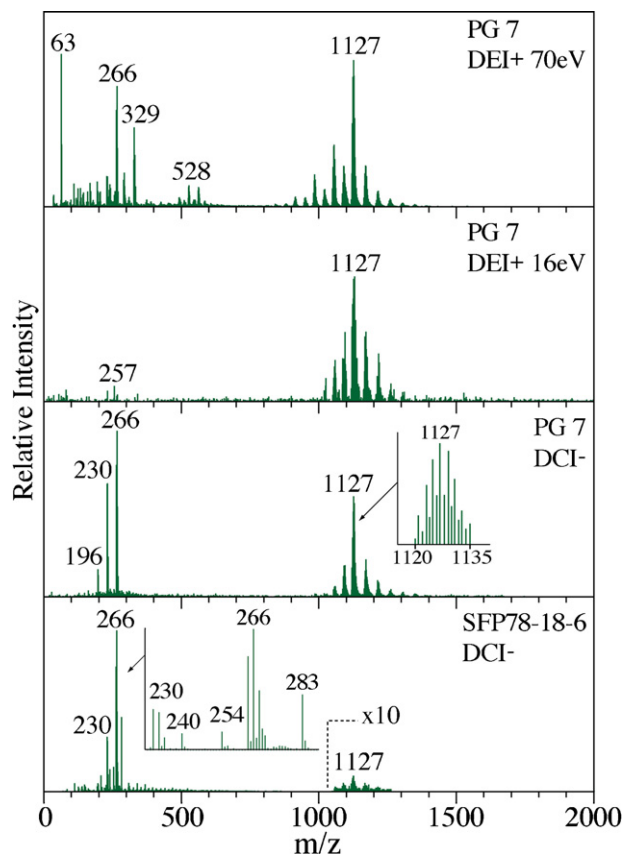 PG 7
DEI+ 70eV
63
266
329
528
1127
PG 7
DEI+ 16eV
257
1127
Relative Intensity
PG 7
DCI-
266
230
196
1127
1127
1120 1135
SFP78-18-6
DCI-
266
230
266
230
240
254
283
x10
1127
0 500 1000 1500 2000
m/z